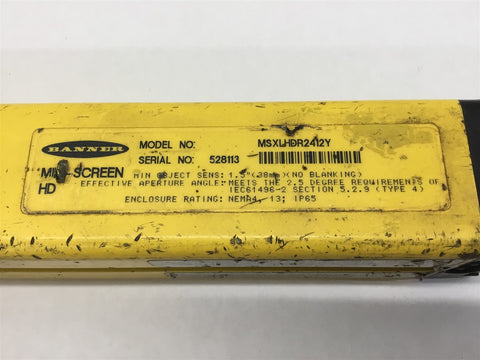 BANNER
MODEL NO: MSXLHDR2412Y
SERIAL NO: 528113
MINI-SCREEN
HD
MIN OBJECT SENS: 1.5"(38mm)(NO BLANKING)
EFFECTIVE APERTURE ANGLE:MEETS THE 2.5 DEGREE REQUIREMENTS OF
IEC61496-2 SECTION 5.2.9 (TYPE 4
ENCLOSURE RATING: NEMA4, 13; IP65